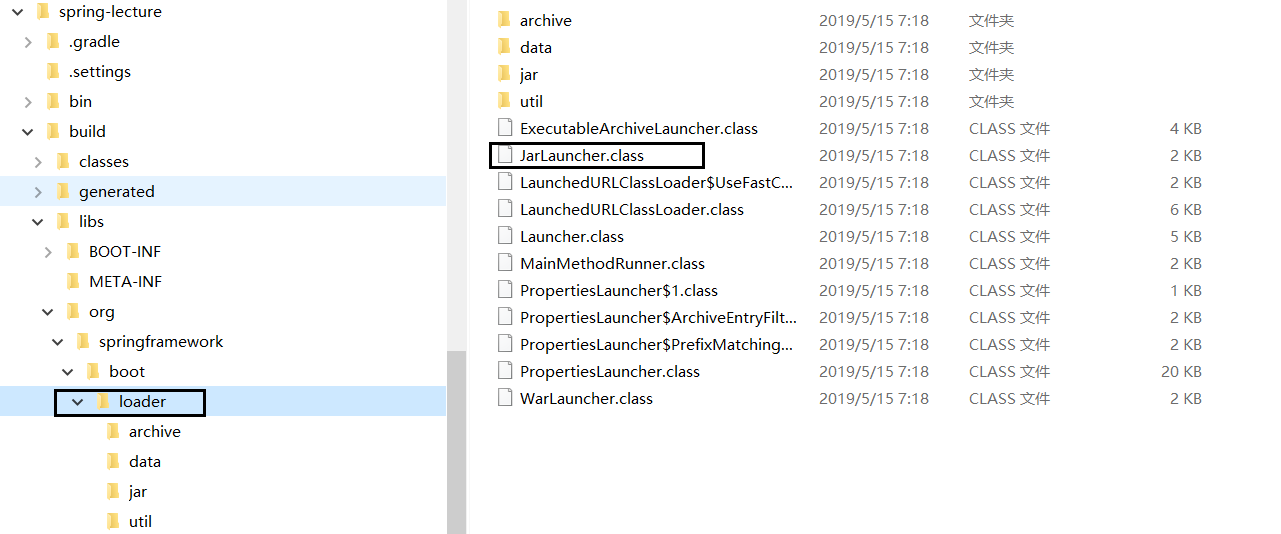 spring-lecture
.gradle
.settings
bin
build
classes
generated
libs
BOOT-INF
META-INF
org
springframework
boot
loader
archive
data
jar
util
archive 2019/5/15 7:18 文件夹
data 2019/5/15 7:18 文件夹
jar 2019/5/15 7:18 文件夹
util 2019/5/15 7:18 文件夹
ExecutableArchiveLauncher.class 2019/5/15 7:18 CLASS 文件 4 KB
JarLauncher.class 2019/5/15 7:18 CLASS 文件 2 KB
LaunchedURLClassLoader$UseFastC... 2019/5/15 7:18 CLASS 文件 2 KB
LaunchedURLClassLoader.class 2019/5/15 7:18 CLASS 文件 6 KB
Launcher.class 2019/5/15 7:18 CLASS 文件 5 KB
MainMethodRunner.class 2019/5/15 7:18 CLASS 文件 2 KB
PropertiesLauncher$1.class 2019/5/15 7:18 CLASS 文件 1 KB
PropertiesLauncher$ArchiveEntryFilt... 2019/5/15 7:18 CLASS 文件 2 KB
PropertiesLauncher$PrefixMatching... 2019/5/15 7:18 CLASS 文件 2 KB
PropertiesLauncher.class 2019/5/15 7:18 CLASS 文件 20 KB
WarLauncher.class 2019/5/15 7:18 CLASS 文件 2 KB